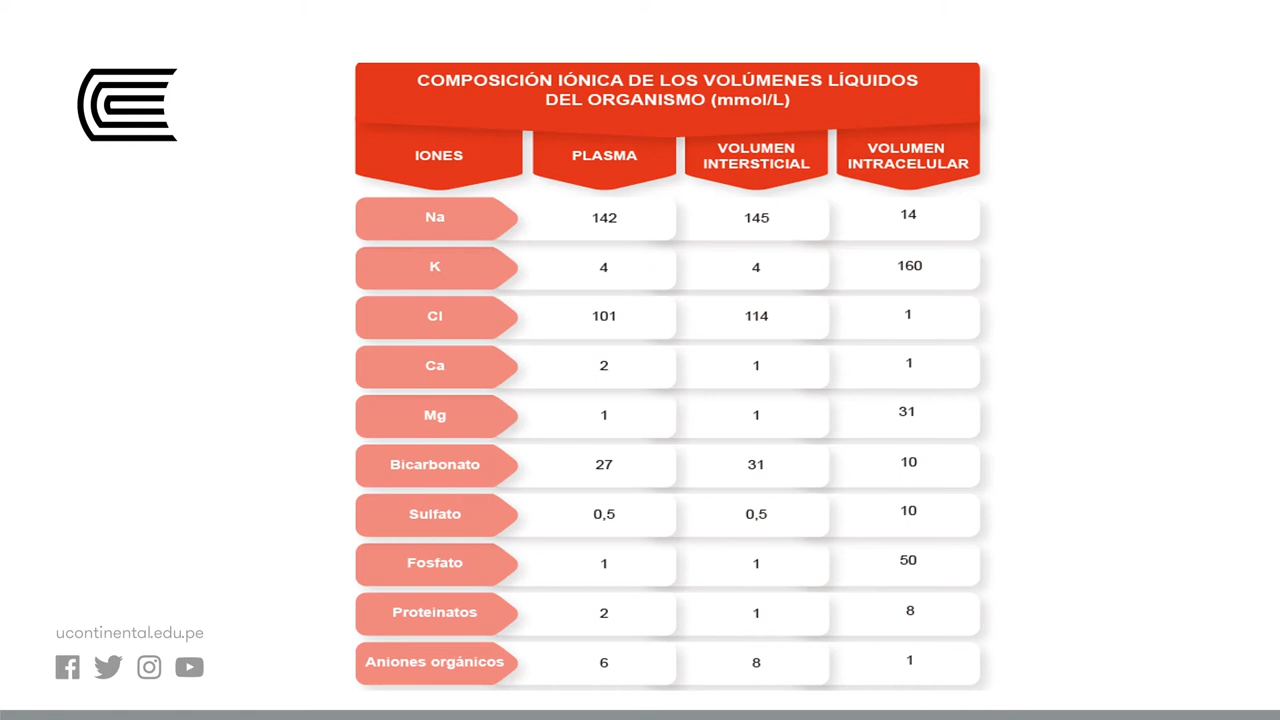 COMPOSICIÓN IÓNICA DE LOS VOLÚMENES LÍQUIDOS
DEL ORGANISMO (mmol/L)
IONES PLASMA VOLUMEN INTERSTICIAL VOLUMEN INTRACELULAR
Na 142 145 14
K 4 4 160
Cl 101 114 1
Ca 2 1 1
Mg 1 1 31
Bicarbonato 27 31 10
Sulfato 0,5 0,5 10
Fosfato 1 1 50
Proteinatos 2 1 8
Aniones orgánicos 6 8 1
ucontinental.edu.pe